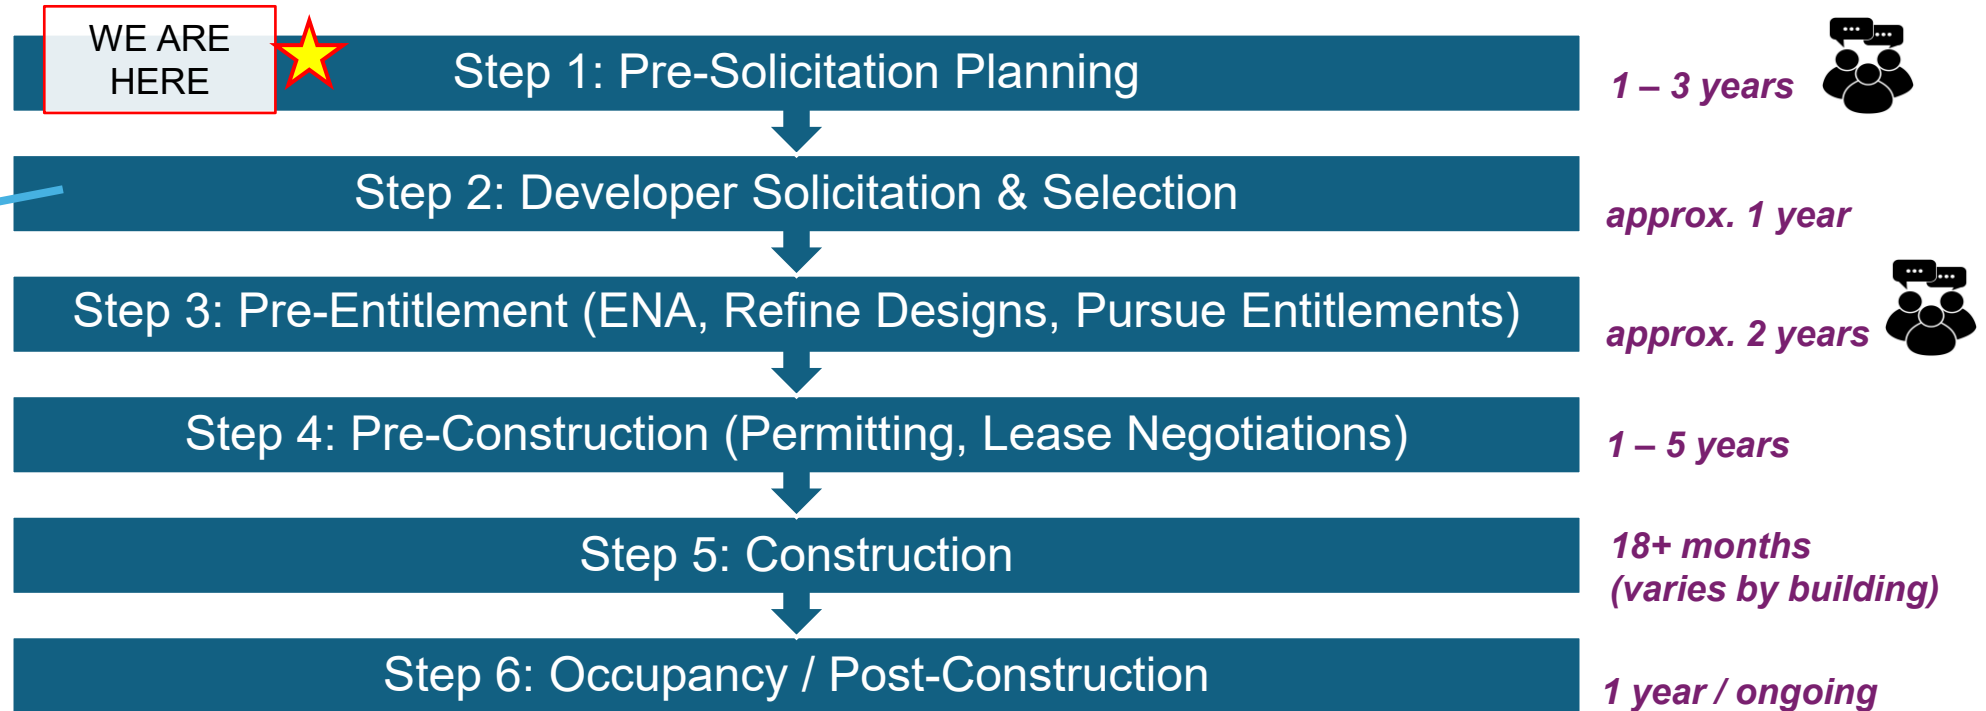 WE ARE
HERE
Step 1: Pre-Solicitation Planning
1 – 3 years
Step 2: Developer Solicitation & Selection
approx. 1 year
Step 3: Pre-Entitlement (ENA, Refine Designs, Pursue Entitlements)
approx. 2 years
Step 4: Pre-Construction (Permitting, Lease Negotiations)
1 – 5 years
Step 5: Construction
18+ months
(varies by building)
Step 6: Occupancy / Post-Construction
1 year / ongoing